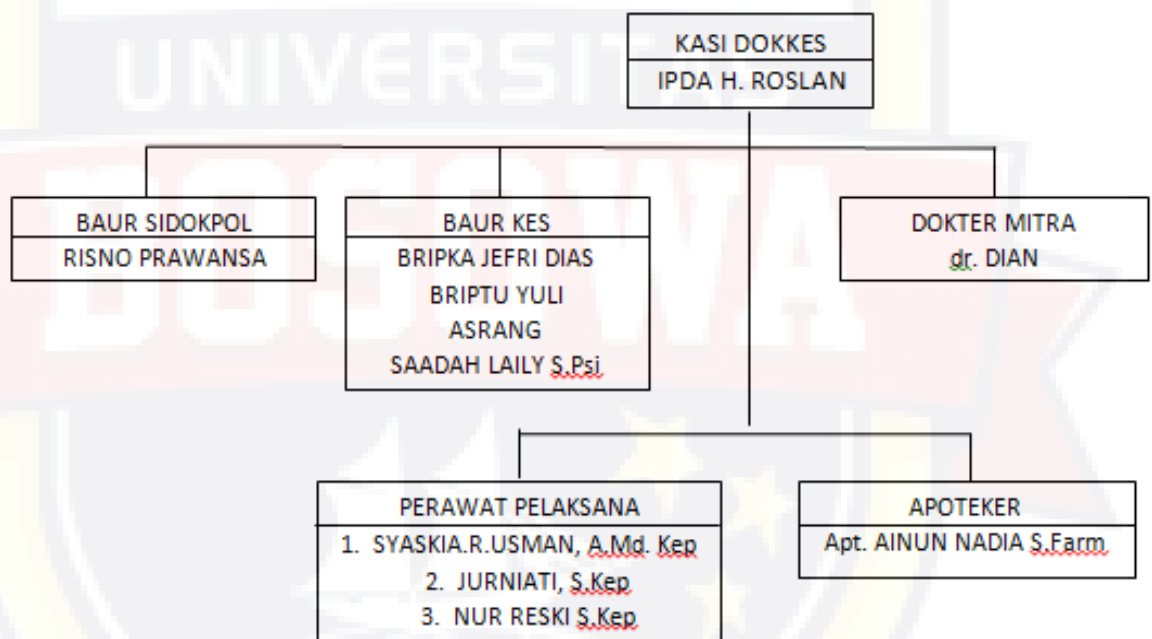 UNIVERSITAS
BOSOWA
KASI DOKKES
IPDA H. ROSLAN
BAUR SIDOKPOL
RISNO PRAWANSA
BAUR KES
BRIPKA JEFRI DIAS
BRIPTU YULI
ASRANG
SAADAH LAILY S.Psi
DOKTER MITRA
dr. DIAN
PERAWAT PELAKSANA
1. SYASKIA.R.USMAN, A.Md. Kep
2. JURNIATI, S.Kep
3. NUR RESKI S.Kep
APOTEKER
Apt. AINUN NADIA S.Farm